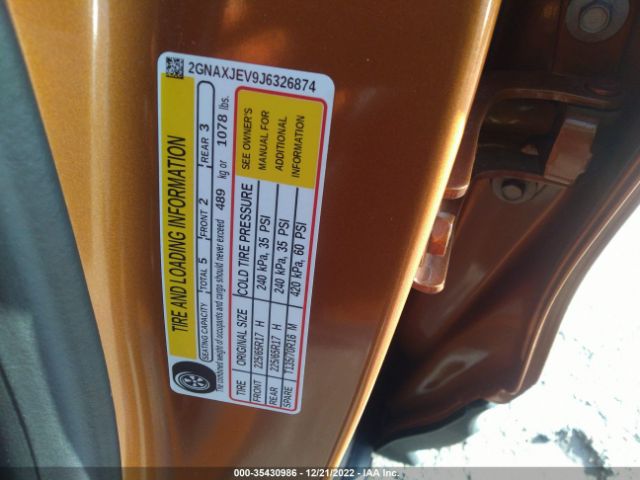 2GNAXJEV9J6326874
TIRE AND LOADING INFORMATION
SEATING CAPACITY TOTAL 5 FRONT 2 REAR 3
The combined weight of occupants and cargo should never exceed 489 kg or 1078 lbs.
TIRE ORIGINAL SIZE COLD TIRE PRESSURE
FRONT 225/65R17 H 240 kPa, 35 PSI
REAR 225/65R17 H 240 kPa, 35 PSI
SPARE T135/70R16 M 420 kPa, 60 PSI
SEE OWNER'S
MANUAL FOR
ADDITIONAL
INFORMATION
000-35430986 - 12/21/2022 - IAA Inc.